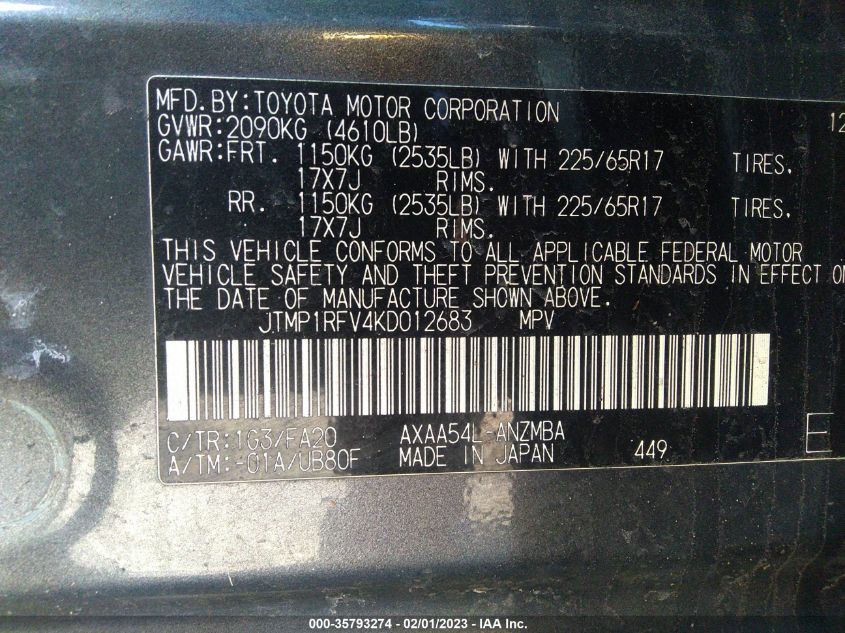 MFD.BY:TOYOTA MOTOR CORPORATION 12
GVWR:2090KG (4610LB)
GAWR:FRT. 1150KG (2535LB) WITH 225/65R17 TIRES,
17X7J RIMS.
RR. 1150KG (2535LB) WITH 225/65R17 TIRES,
17X7J RIMS.
THIS VEHICLE CONFORMS TO ALL APPLICABLE FEDERAL MOTOR
VEHICLE SAFETY AND THEFT PREVENTION STANDARDS IN EFFECT ON
THE DATE OF MANUFACTURE SHOWN ABOVE.
JTMP1RFV4KD012683 MPV
C/TR:1G3/FA20 AXAA54L-ANZMBA
A/TM:-01A/UB80F MADE IN JAPAN 449 E
000-35793274 - 02/01/2023 - IAA Inc.